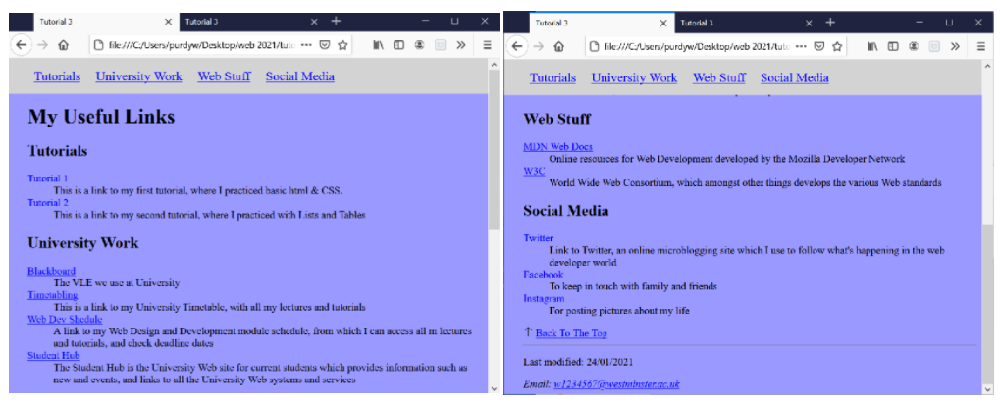 Tutorial 3 Tutorial 3
file:///C:/Users/purdyw/Desktop/web 2021/tuto
Tutorials University Work Web Stuff Social Media
My Useful Links
Tutorials
Tutorial 1
This is a link to my first tutorial, where I practiced basic html & CSS.
Tutorial 2
This is a link to my second tutorial, where I practiced with Lists and Tables
University Work
Blackboard
The VLE we use at University
Timetabling
This is a link to my University Timetable, with all my lectures and tutorials
Web Dev Shedule
A link to my Web Design and Development module schedule, from which I can access all m lectures
and tutorials, and check deadline dates
Student Hub
The Student Hub is the University Web site for current students which provides information such as
new and events, and links to all the University Web systems and services
Tutorial 3 Tutorial 3
file:///C:/Users/purdyw/Desktop/web 2021/tuto
Tutorials University Work Web Stuff Social Media
Web Stuff
MDN Web Docs
Online resources for Web Development developed by the Mozilla Developer Network
W3C
World Wide Web Consortium, which amongst other things develops the various Web standards
Social Media
Twitter
Link to Twitter, an online microblogging site which I use to follow what's happening in the web
developer world
Facebook
To keep in touch with family and friends
Instagram
For posting pictures about my life
↑ Back To The Top
Last modified: 24/01/2021
Email: w1234567@westminster.ac.uk